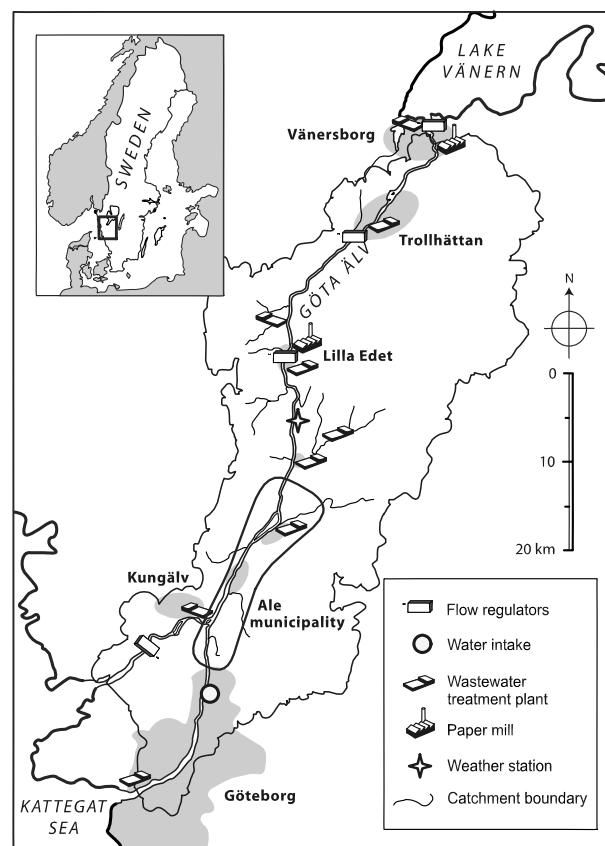 LAKE
VÄNERN
SWEDEN
Vänersborg
Trollhättan
GÖTA ÄLV
N
Lilla Edet
0
10
20 km
Kungälv
Ale
municipality
Göteborg
KATTEGAT
SEA
Flow regulators
Water intake
Wastewater
treatment plant
Paper mill
Weather station
Catchment boundary